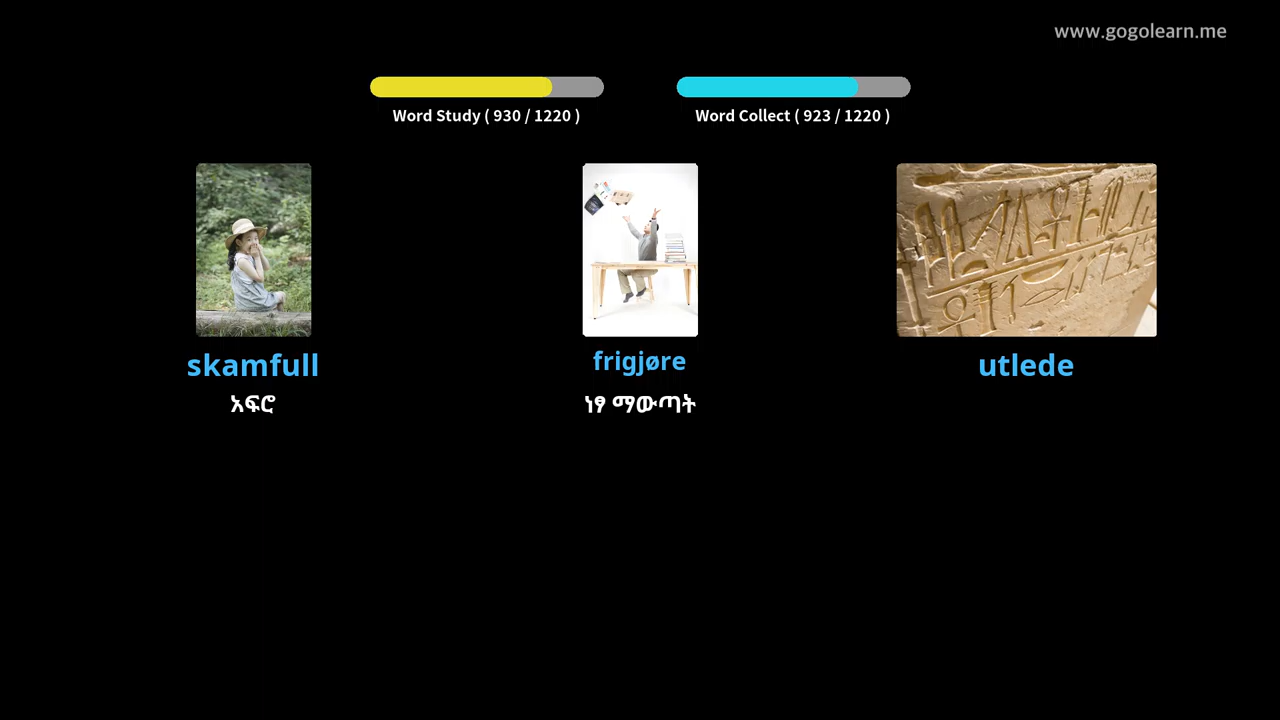 www.gogolearn.me
Word Study ( 930 / 1220 )
Word Collect ( 923 / 1220 )
skamfull
frigjøre
utlede
አፍሮ
ነፃ ማውጣት